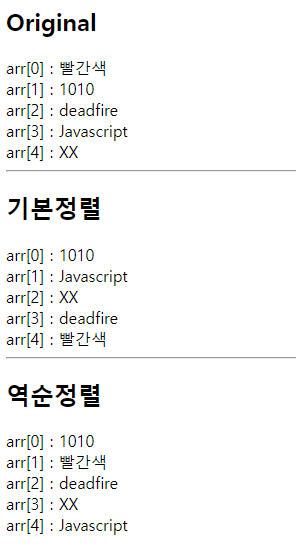 Original
arr[0] : 빨간색
arr[1] : 1010
arr[2] : deadfire
arr[3] : Javascript
arr[4] : XX
기본정렬
arr[0] : 1010
arr[1] : Javascript
arr[2] : XX
arr[3] : deadfire
arr[4] : 빨간색
역순정렬
arr[0] : 1010
arr[1] : 빨간색
arr[2] : deadfire
arr[3] : XX
arr[4] : Javascript